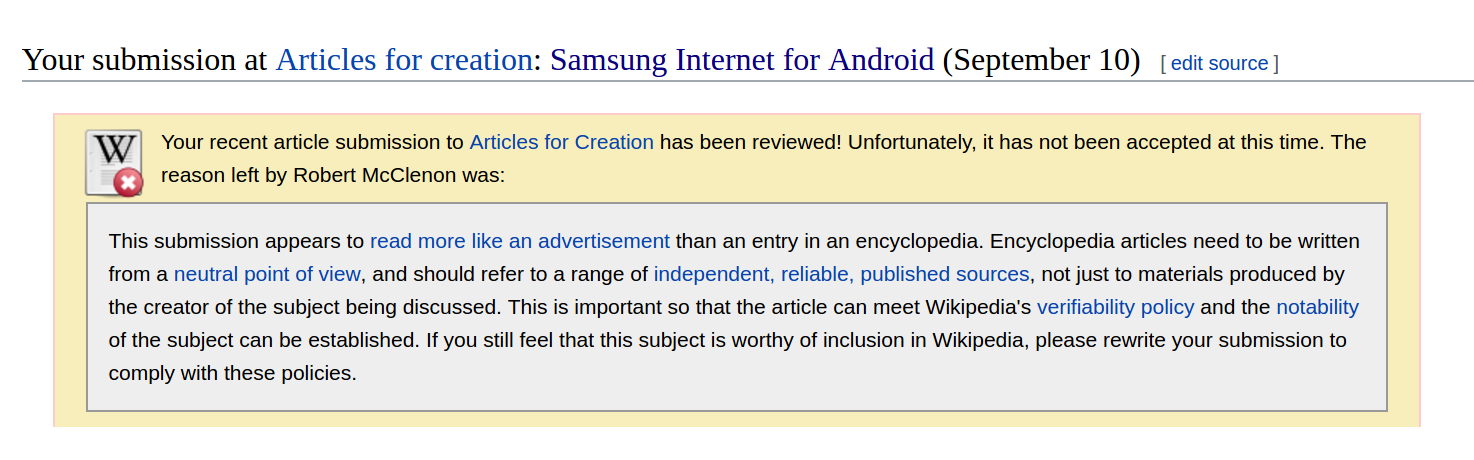 Your submission at Articles for creation: Samsung Internet for Android (September 10) [ edit source ]
W
Your recent article submission to Articles for Creation has been reviewed! Unfortunately, it has not been accepted at this time. The
reason left by Robert McClenon was:
This submission appears to read more like an advertisement than an entry in an encyclopedia. Encyclopedia articles need to be written
from a neutral point of view, and should refer to a range of independent, reliable, published sources, not just to materials produced by
the creator of the subject being discussed. This is important so that the article can meet Wikipedia's verifiability policy and the notability
of the subject can be established. If you still feel that this subject is worthy of inclusion in Wikipedia, please rewrite your submission to
comply with these policies.